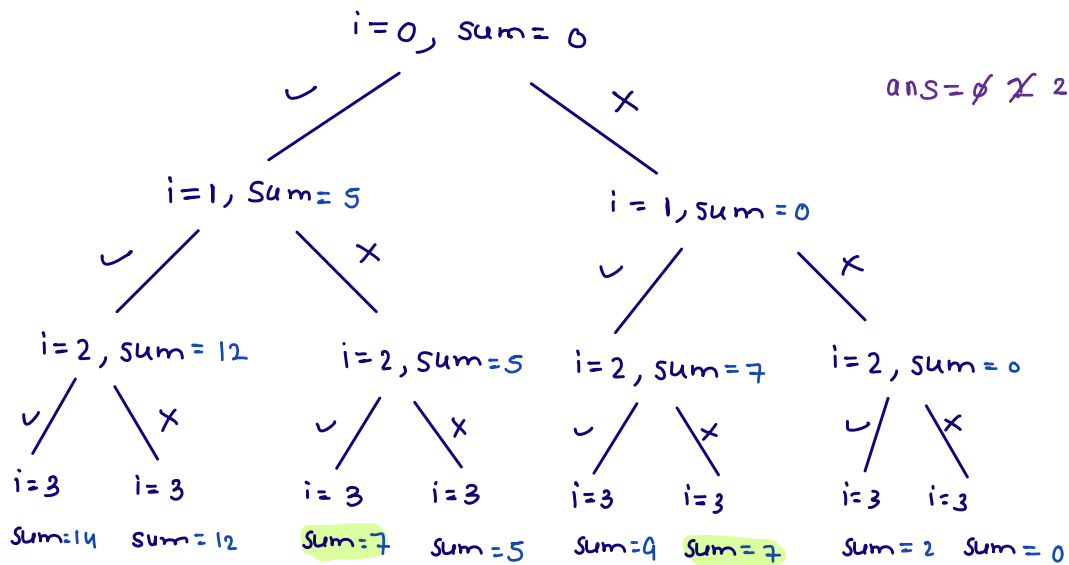 i=0, sum=0
ans=0 1 2
i=1, sum=5
i=1, sum=0
i=2, sum=12
i=2, sum=5
i=2, sum=7
i=2, sum=0
i=3 i=3 i=3 i=3 i=3 i=3 i=3 i=3
sum=14 sum=12 sum=7 sum=5 sum=9 sum=7 sum=2 sum=0